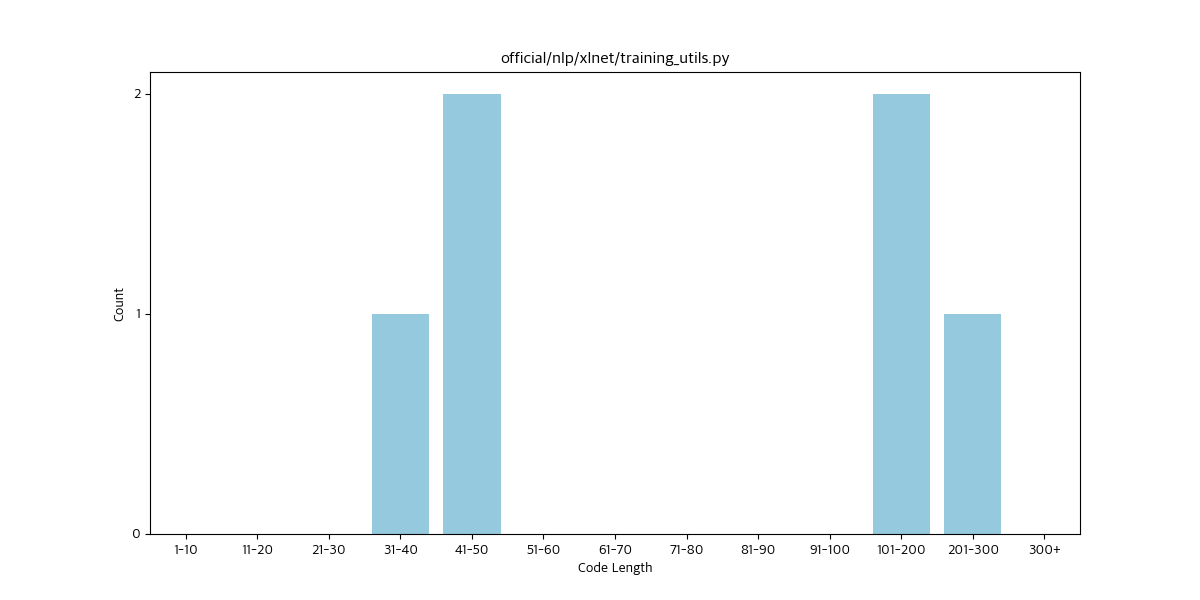 official/nlp/xlnet/training_utils.py
Count
2
1
0
1-10 11-20 21-30 31-40 41-50 51-60 61-70 71-80 81-90 91-100 101-200 201-300 300+
Code Length